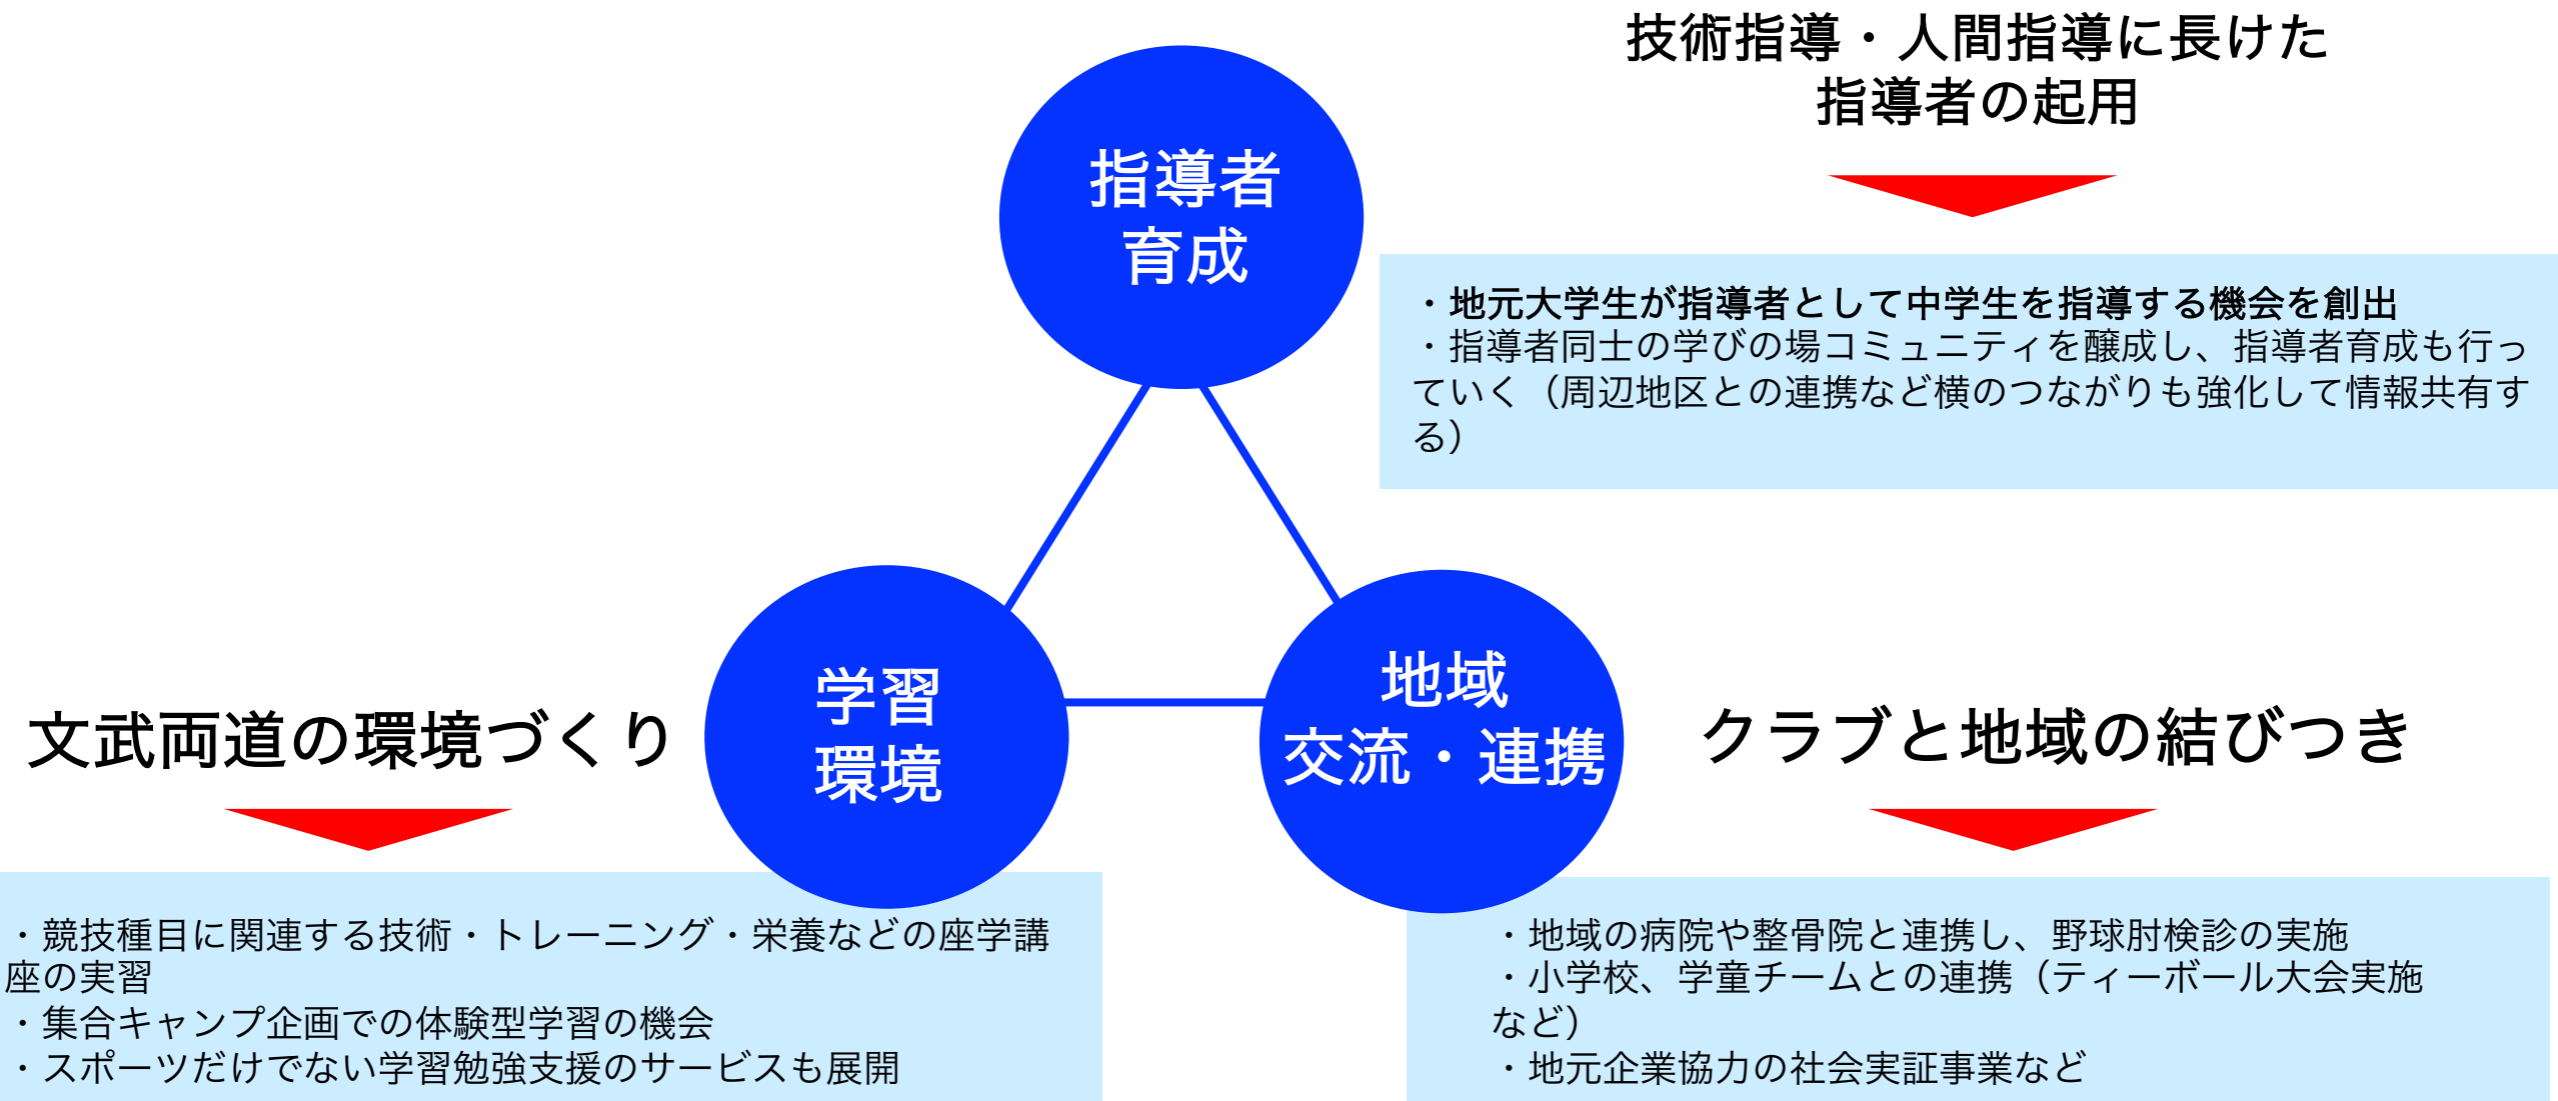 技術指導・人間指導に長けた
指導者の起用
指導者
育成
・地元大学生が指導者として中学生を指導する機会を創出
・指導者同士の学びの場コミュニティを醸成し、指導者育成も行っ
ていく（周辺地区との連携など横のつながりも強化して情報共有す
る）
文武両道の環境づくり
学習
環境
地域
交流・連携
クラブと地域の結びつき
・競技種目に関連する技術・トレーニング・栄養などの座学講
座の実習
・集合キャンプ企画での体験型学習の機会
・スポーツだけでない学習勉強支援のサービスも展開
・地域の病院や整骨院と連携し、野球肘検診の実施
・小学校、学童チームとの連携（ティーボール大会実施
など）
・地元企業協力の社会実証事業など